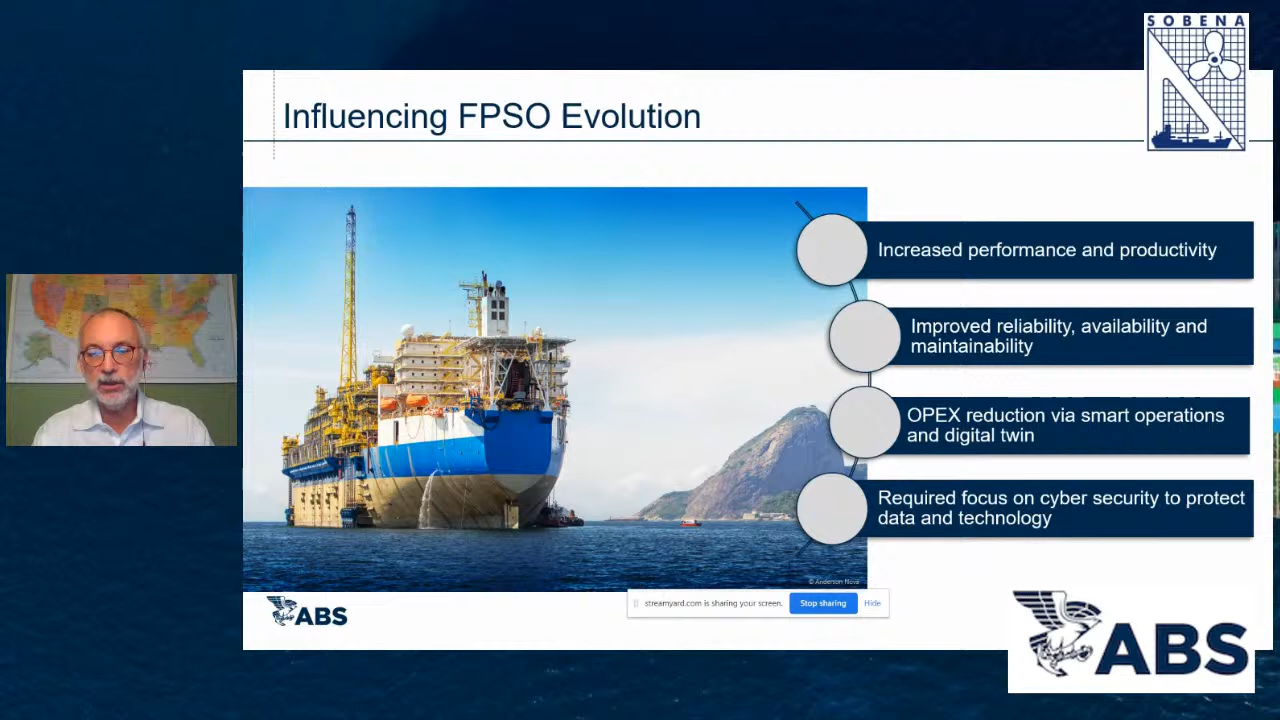 SOBENA
Influencing FPSO Evolution
Increased performance and productivity
Improved reliability, availability and
maintainability
OPEX reduction via smart operations
and digital twin
Required focus on cyber security to protect
data and technology
© Anderson Nova
ABS
streamyard.com is sharing your screen.
Stop sharing
Hide
ABS